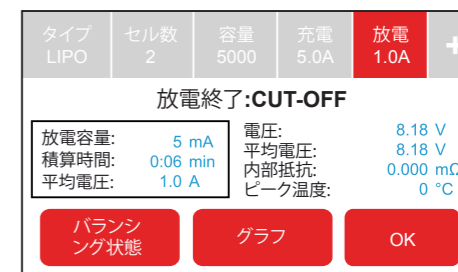 タイプ セル数 容量 充電 放電
LIPO 2 5000 5.0A 1.0A +
放電終了:CUT-OFF
放電容量: 5 mA
積算時間: 0:06 min
平均電圧: 1.0 A
電圧: 8.18 V
平均電圧: 8.18 V
内部抵抗: 0.000 mΩ
ピーク温度: 0 °C
バランシ
ング状態
グラフ
OK